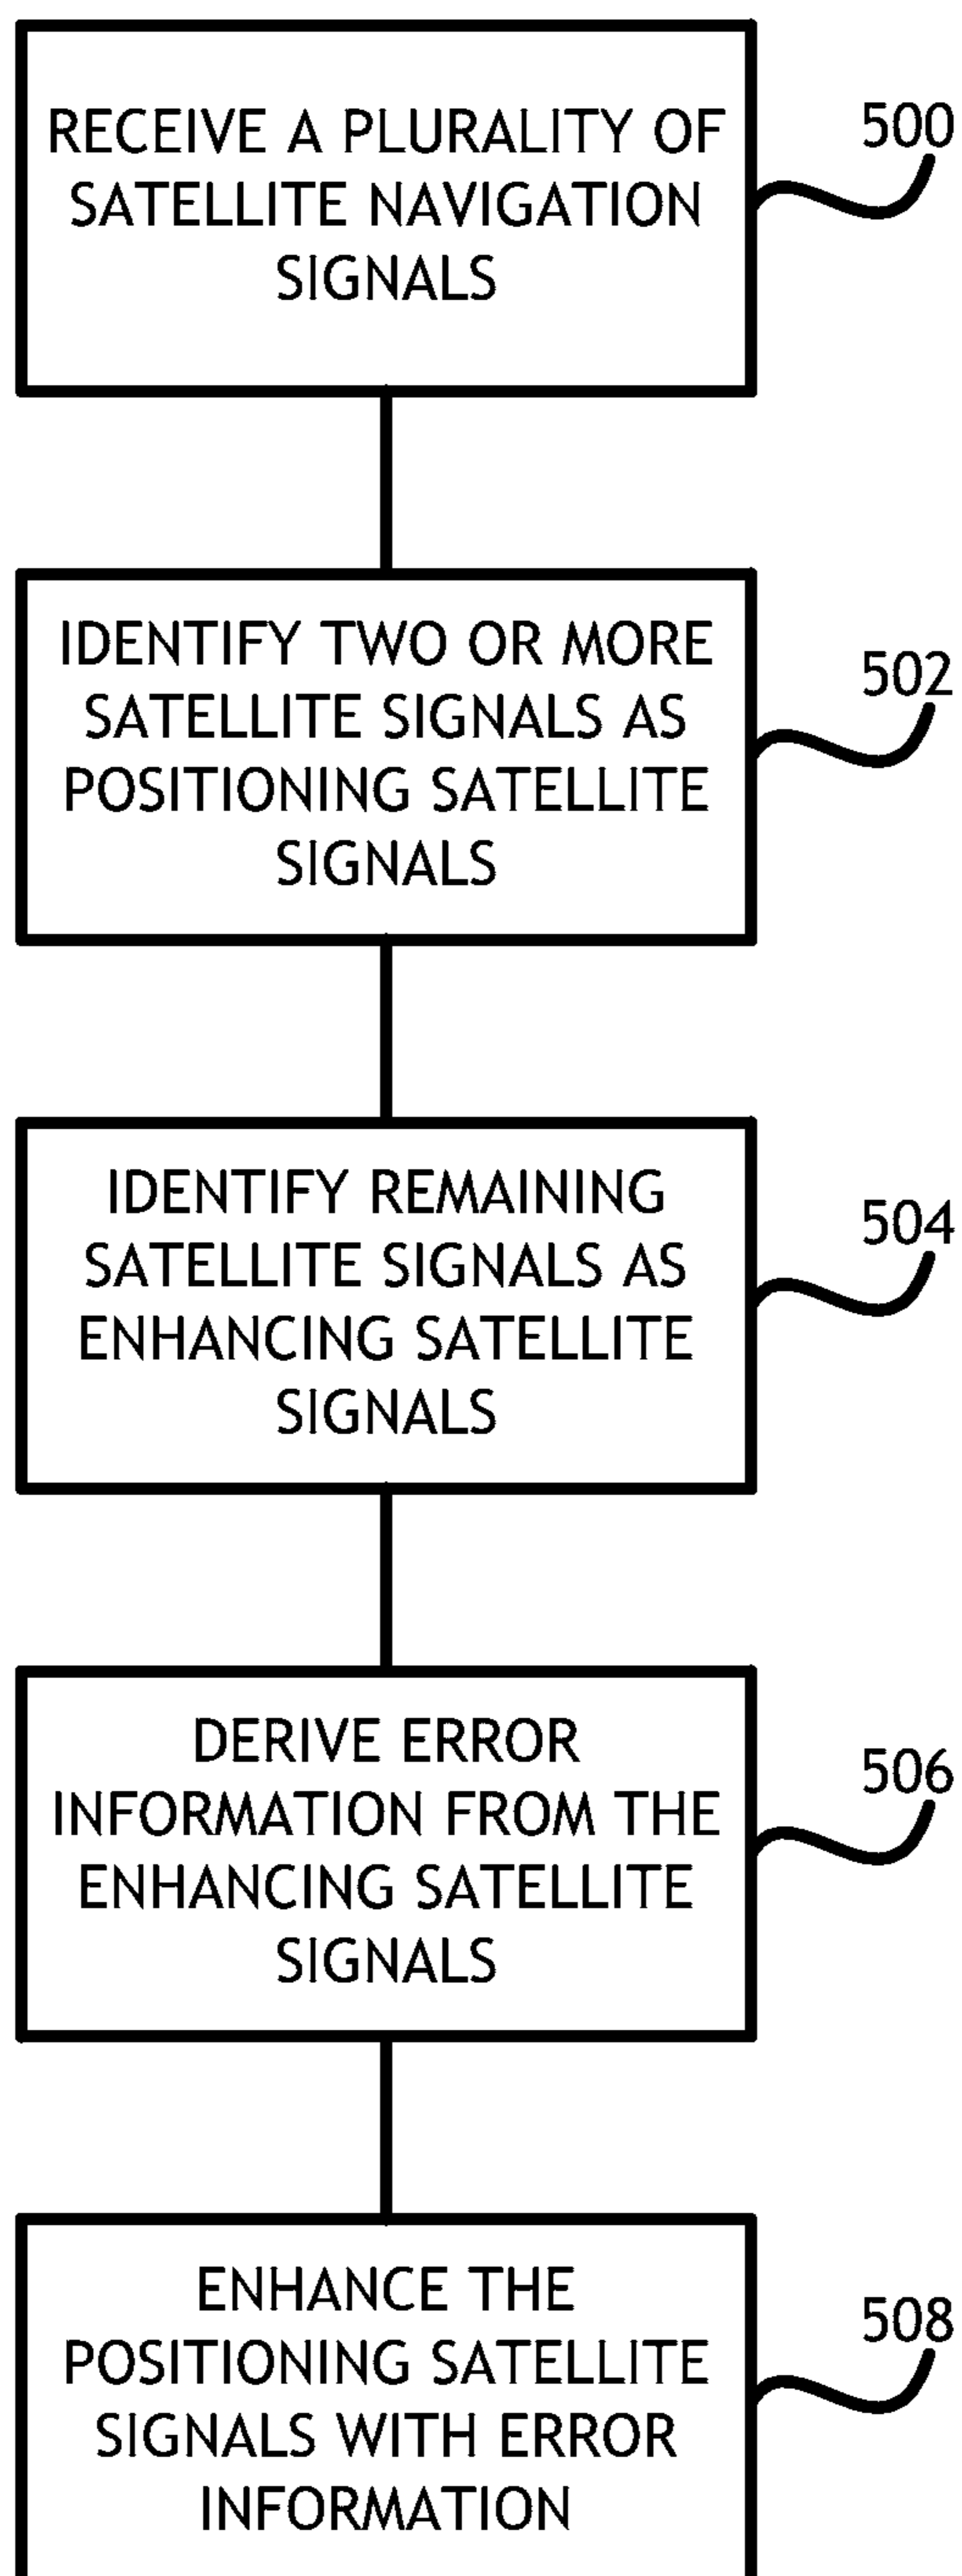 RECEIVE A PLURALITY OF
SATELLITE NAVIGATION
SIGNALS
500
IDENTIFY TWO OR MORE
SATELLITE SIGNALS AS
POSITIONING SATELLITE
SIGNALS
502
IDENTIFY REMAINING
SATELLITE SIGNALS AS
ENHANCING SATELLITE
SIGNALS
504
DERIVE ERROR
INFORMATION FROM THE
ENHANCING SATELLITE
SIGNALS
506
ENHANCE THE
POSITIONING SATELLITE
SIGNALS WITH ERROR
INFORMATION
508